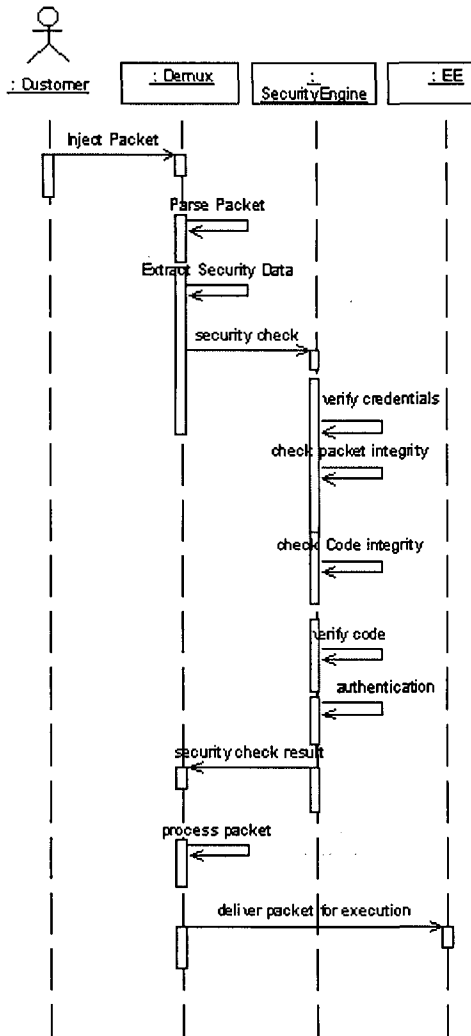 : Customer
: Demux
:
SecurityEngine
: EE
Inject Packet
Parse Packet
Extract Security Data
security check
verify credentials
check packet integrity
check Code integrity
verify code
authentication
security check result
process packet
deliver packet for execution